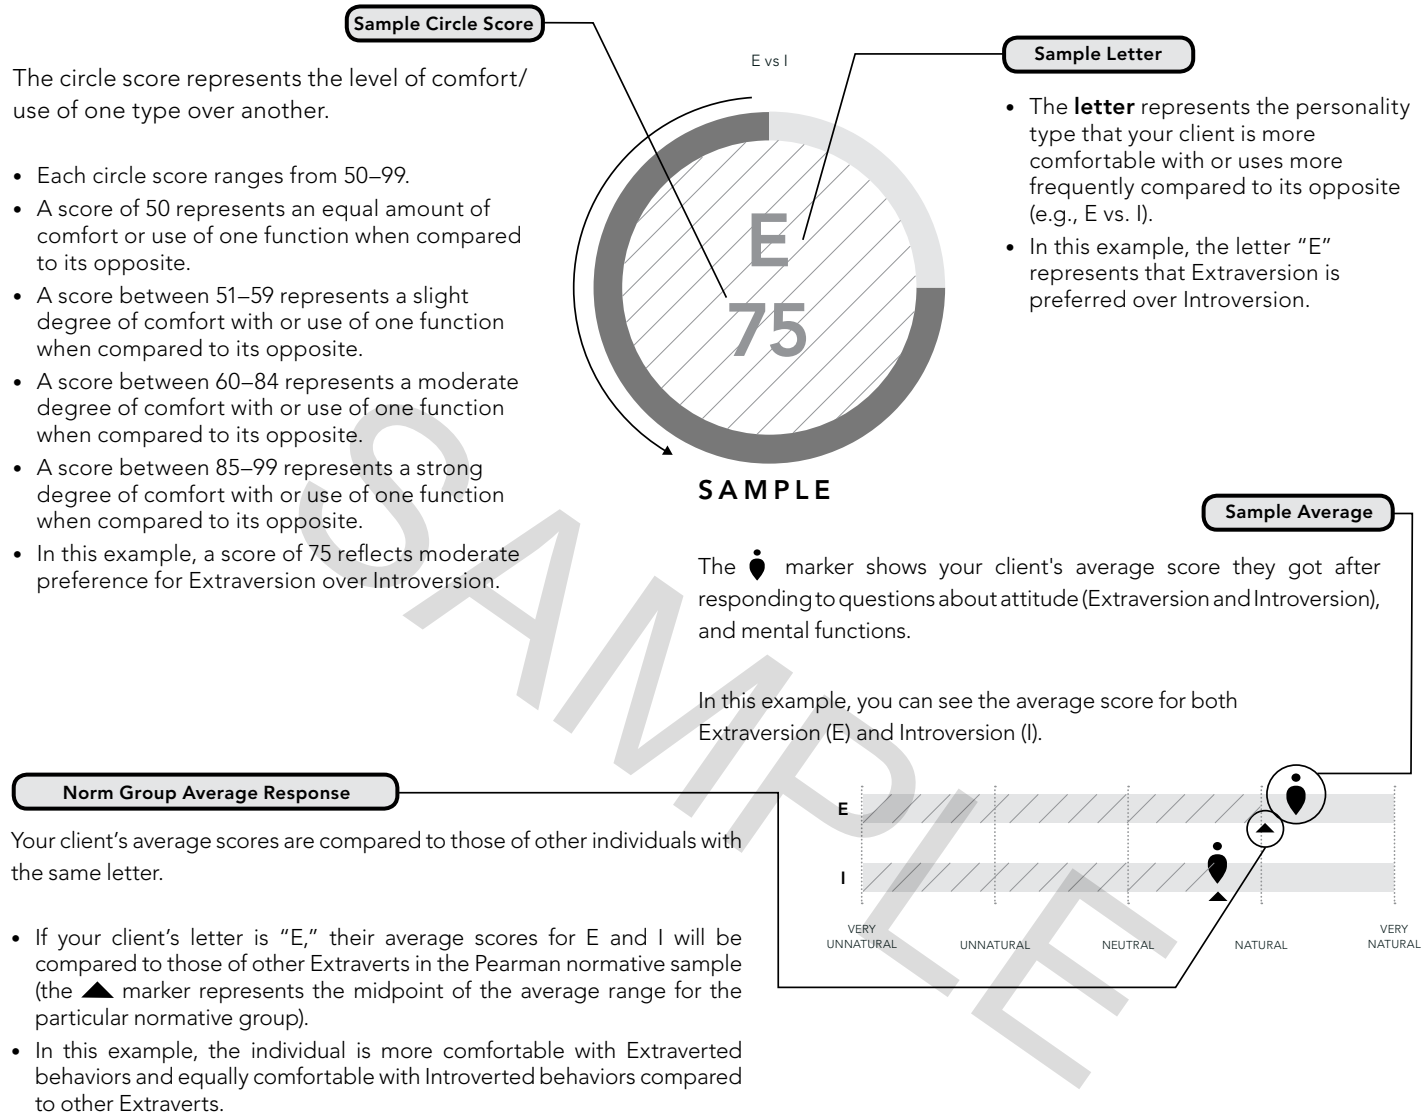 Sample Circle Score
The circle score represents the level of comfort/
use of one type over another.
• Each circle score ranges from 50–99.
• A score of 50 represents an equal amount of
comfort or use of one function when compared
to its opposite.
• A score between 51–59 represents a slight
degree of comfort with or use of one function
when compared to its opposite.
• A score between 60–84 represents a moderate
degree of comfort with or use of one function
when compared to its opposite.
• A score between 85–99 represents a strong
degree of comfort with or use of one function
when compared to its opposite.
• In this example, a score of 75 reflects moderate
preference for Extraversion over Introversion.
E vs I
E
75
SAMPLE
Sample Letter
• The letter represents the personality
type that your client is more
comfortable with or uses more
frequently compared to its opposite
(e.g., E vs. I).
• In this example, the letter “E”
represents that Extraversion is
preferred over Introversion.
Sample Average
The marker shows your client's average score they got after
responding to questions about attitude (Extraversion and Introversion),
and mental functions.
In this example, you can see the average score for both
Extraversion (E) and Introversion (I).
E
I
VERY
UNNATURAL
UNNATURAL
NEUTRAL
NATURAL
VERY
NATURAL
Norm Group Average Response
Your client’s average scores are compared to those of other individuals with
the same letter.
• If your client’s letter is “E,” their average scores for E and I will be
compared to those of other Extraverts in the Pearman normative sample
(the marker represents the midpoint of the average range for the
particular normative group).
• In this example, the individual is more comfortable with Extraverted
behaviors and equally comfortable with Introverted behaviors compared
to other Extraverts.
SAMPLE